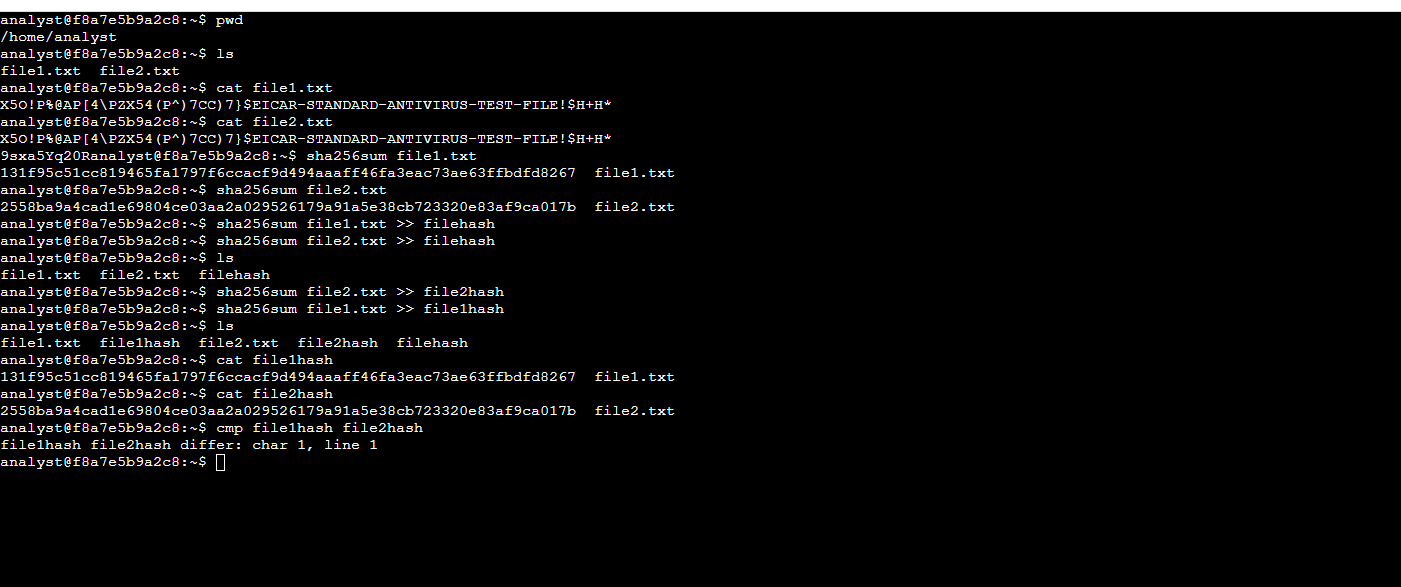 analyst@f8a7e5b9a2c8:~$ pwd
/home/analyst
analyst@f8a7e5b9a2c8:~$ ls
file1.txt  file2.txt
analyst@f8a7e5b9a2c8:~$ cat file1.txt
X5O!P%@AP[4\PZX54(P^)7CC)7}$EICAR-STANDARD-ANTIVIRUS-TEST-FILE!$H+H*
analyst@f8a7e5b9a2c8:~$ cat file2.txt
X5O!P%@AP[4\PZX54(P^)7CC)7}$EICAR-STANDARD-ANTIVIRUS-TEST-FILE!$H+H*
9sxa5Yq20Ranalyst@f8a7e5b9a2c8:~$ sha256sum file1.txt
131f95c51cc819465fa1797f6ccacf9d494aaaff46fa3eac73ae63ffbdfd8267  file1.txt
analyst@f8a7e5b9a2c8:~$ sha256sum file2.txt
2558ba9a4cad1e69804ce03aa2a029526179a91a5e38cb723320e83af9ca017b  file2.txt
analyst@f8a7e5b9a2c8:~$ sha256sum file1.txt >> filehash
analyst@f8a7e5b9a2c8:~$ sha256sum file2.txt >> filehash
analyst@f8a7e5b9a2c8:~$ ls
file1.txt  file2.txt  filehash
analyst@f8a7e5b9a2c8:~$ sha256sum file2.txt >> file2hash
analyst@f8a7e5b9a2c8:~$ sha256sum file1.txt >> file1hash
analyst@f8a7e5b9a2c8:~$ ls
file1.txt  file1hash  file2.txt  file2hash  filehash
analyst@f8a7e5b9a2c8:~$ cat file1hash
131f95c51cc819465fa1797f6ccacf9d494aaaff46fa3eac73ae63ffbdfd8267  file1.txt
analyst@f8a7e5b9a2c8:~$ cat file2hash
2558ba9a4cad1e69804ce03aa2a029526179a91a5e38cb723320e83af9ca017b  file2.txt
analyst@f8a7e5b9a2c8:~$ cmp file1hash file2hash
file1hash file2hash differ: char 1, line 1
analyst@f8a7e5b9a2c8:~$